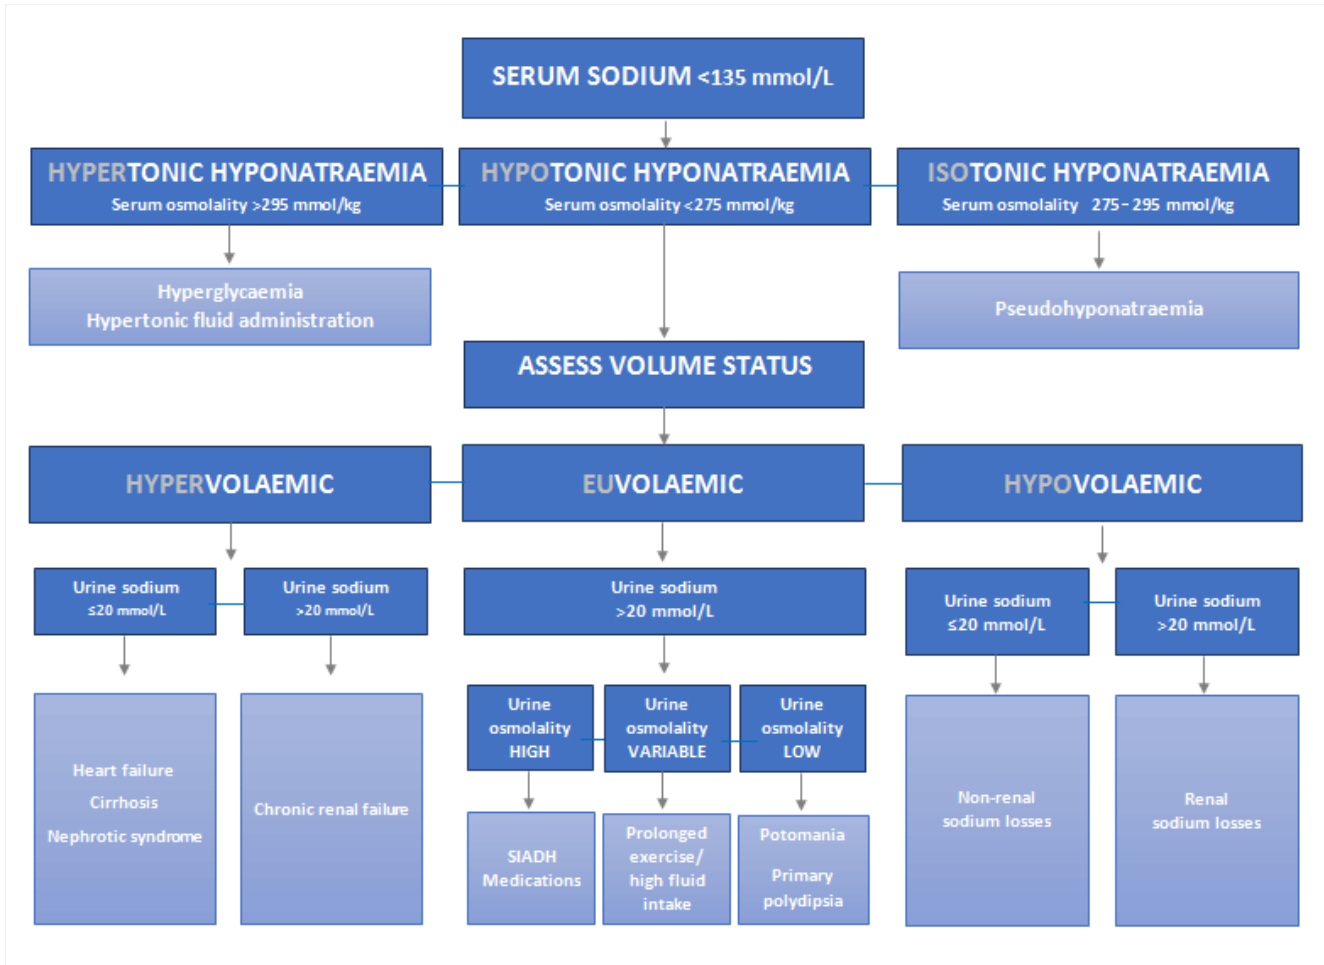 SERUM SODIUM <135 mmol/L
HYPERTONIC HYPONATRAEMIA
Serum osmolality >295 mmol/kg
HYPOTONIC HYPONATRAEMIA
Serum osmolality <275 mmol/kg
ISOTONIC HYPONATRAEMIA
Serum osmolality 275–295 mmol/kg
Hyperglycaemia
Hypertonic fluid administration
Pseudohyponatraemia
ASSESS VOLUME STATUS
HYPERVOLAEMIC
EUVOLAEMIC
HYPOVOLAEMIC
Urine sodium
≤20 mmol/L
Urine sodium
>20 mmol/L
Urine sodium
>20 mmol/L
Urine sodium
≤20 mmol/L
Urine sodium
>20 mmol/L
Urine
osmolality
HIGH
Urine
osmolality
VARIABLE
Urine
osmolality
LOW
Heart failure
Cirrhosis
Nephrotic syndrome
Chronic renal failure
SIADH
Medications
Prolonged
exercise/
high fluid
intake
Potomania
Primary
polydipsia
Non-renal
sodium losses
Renal
sodium losses